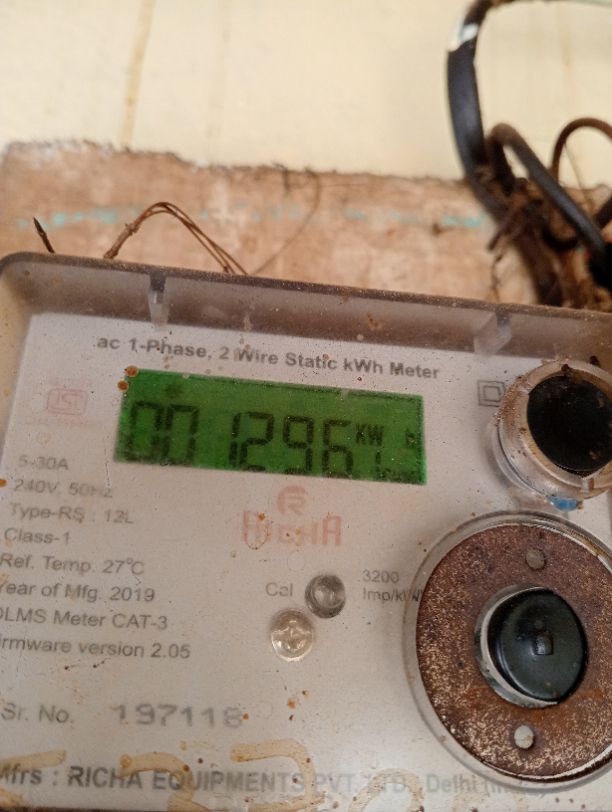 ac 1-Phase, 2 Wire Static kWh Meter
001296
KW h
5-30A
240V, 50Hz
Type-RS : 12L
Class-1
Ref. Temp. 27°C
Year of Mfg. 2019
DLMS Meter CAT-3
Firmware version 2.05
RICHA
Cal
3200
Imp/kW
Sr. No. 197118
Mfrs : RICHA EQUIPMENTS PVT. LTD., Delhi